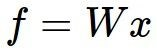 f = Wx